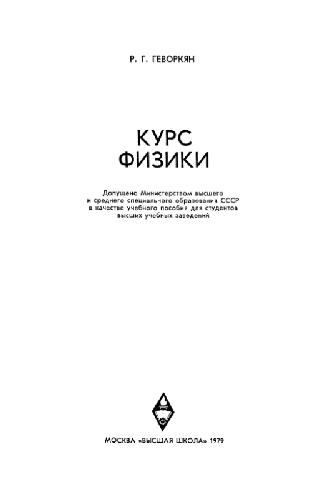 Р. Г. ГЕВОРКЯН
КУРС
ФИЗИКИ
Допущено Министерством высшего
и среднего специального образования СССР
в качестве учебного пособия для студентов
высших учебных заведений
МОСКВА «ВЫСШАЯ ШКОЛА» 1979